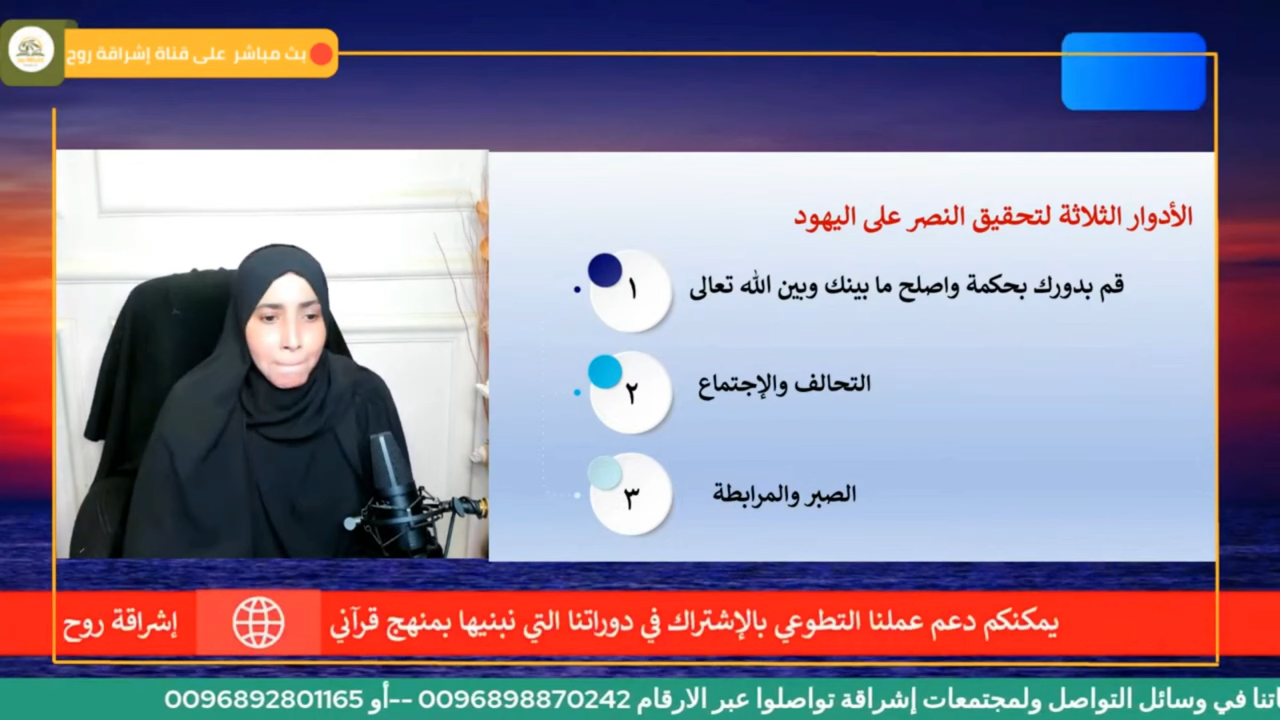 بث مباشر على قناة إشراقة روح
الأدوار الثلاثة لتحقيق النصر على اليهود
١ قم بدورك بحكمة واصلح ما بينك وبين الله تعالى
٢ التحالف والإجتماع
٣ الصبر والمرابطة
يمكنكم دعم عملنا التطوعي بالإشتراك في دوراتنا التي نبنيها بمنهج قرآني
إشراقة روح
في وسائل التواصل ولمجتمعات إشراقة تواصلوا عبر الارقام 0096898870242 --أو 0096892801165